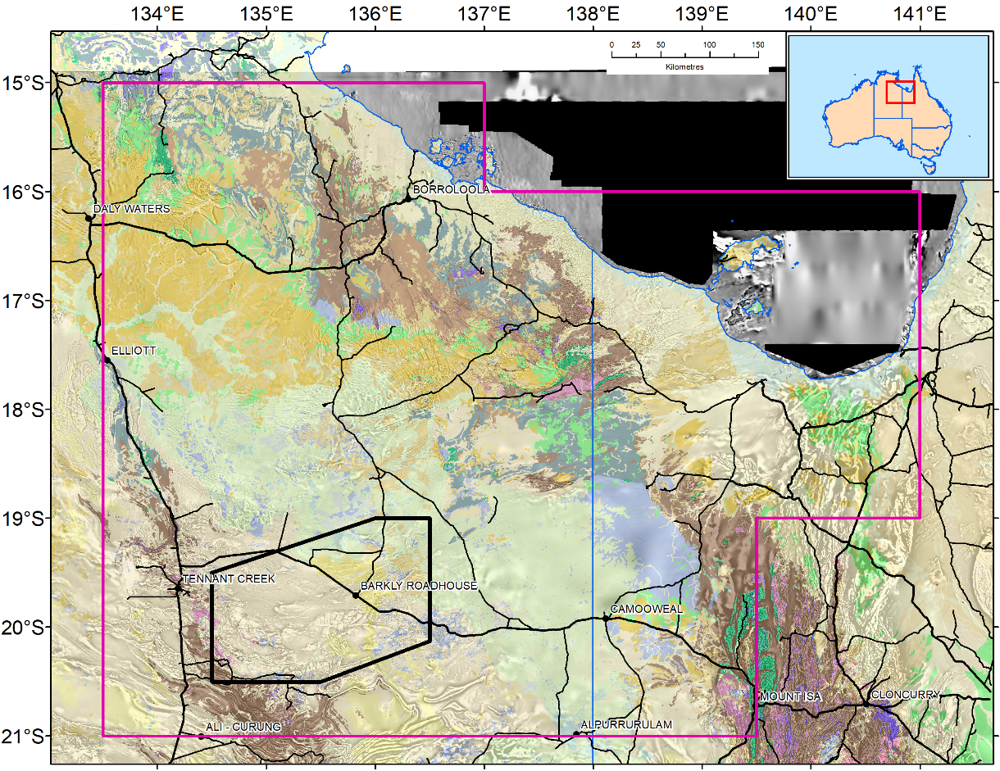 134°E 135°E 136°E 137°E 138°E 139°E 140°E 141°E
0 25 50 100 150
Kilometres
15°S
16°S
BORROLOOLA
DALY WATERS
17°S
ELLIOTT
18°S
19°S
TENNANT CREEK
BARKLY ROADHOUSE
CAMOOWEAL
20°S
MOUNT ISA
CLONCURRY
ALI - CURUNG
ALPURRURULAM
21°S